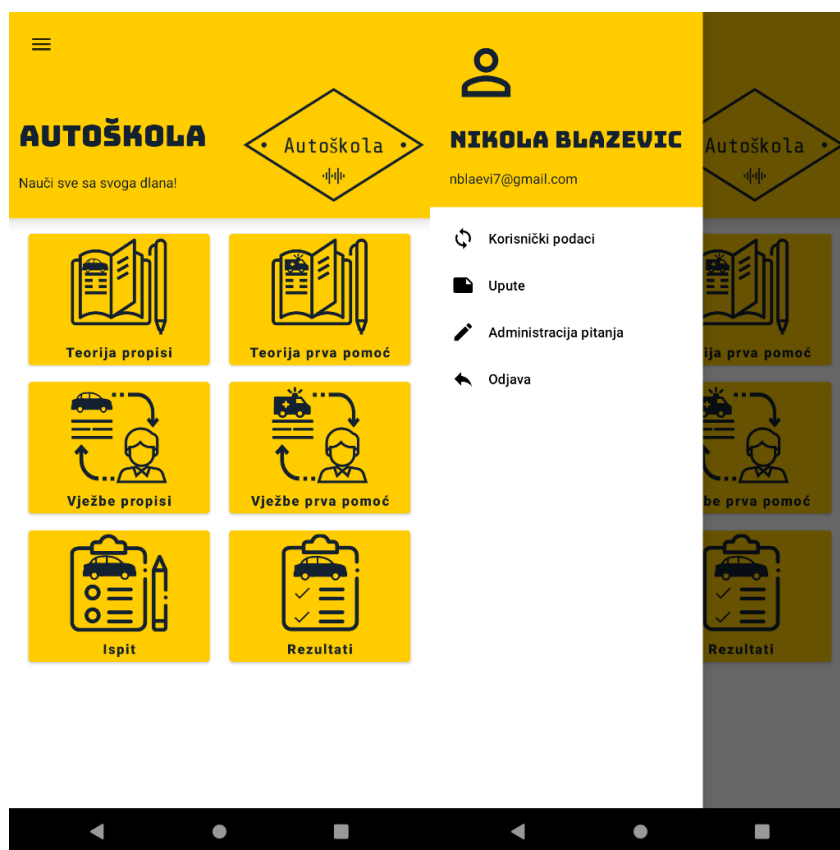 AUTOŠKOLA
Nauči sve sa svoga dlana!
Autoškola
Teorija propisi
Teorija prva pomoć
Vježbe propisi
Vježbe prva pomoć
Ispit
Rezultati
NIKOLA BLAZEVIC
nblaevi7@gmail.com
Korisnički podaci
Upute
Administracija pitanja
Odjava
Autoškola
ija prva pomoć
be prva pomoć
Rezultati